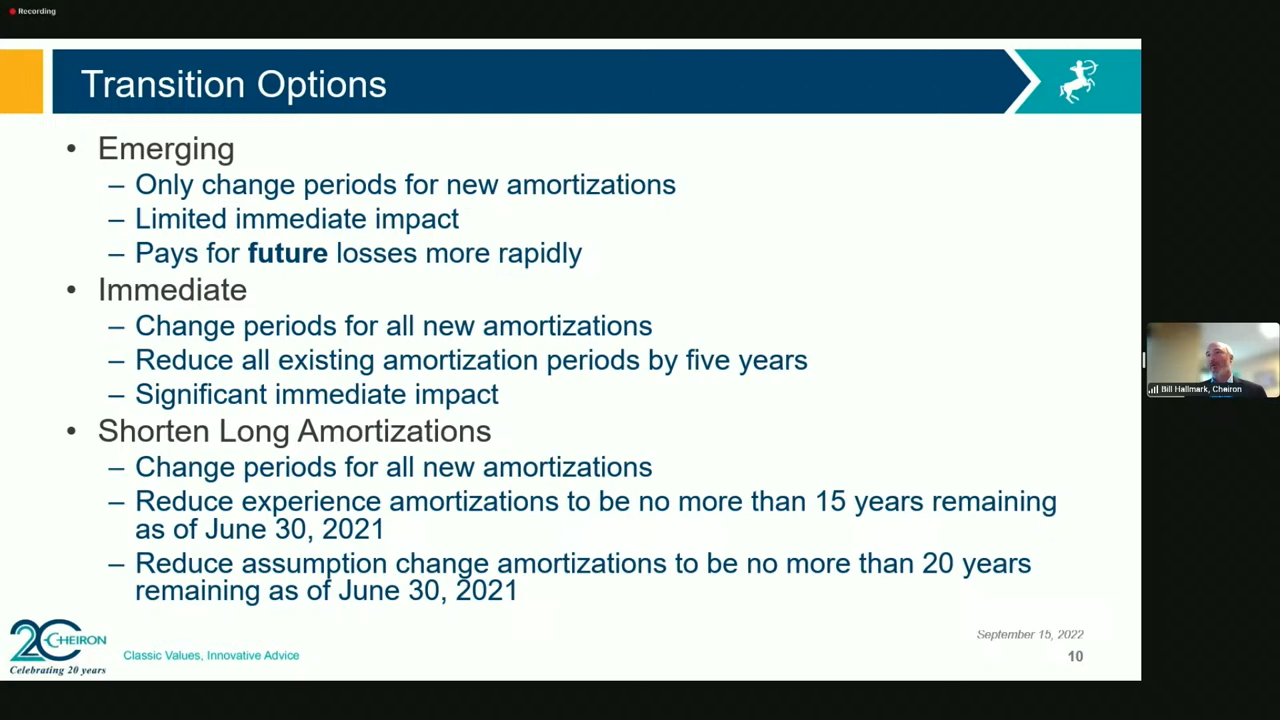 Recording
Transition Options
• Emerging
– Only change periods for new amortizations
– Limited immediate impact
– Pays for future losses more rapidly
• Immediate
– Change periods for all new amortizations
– Reduce all existing amortization periods by five years
– Significant immediate impact
• Shorten Long Amortizations
– Change periods for all new amortizations
– Reduce experience amortizations to be no more than 15 years remaining
as of June 30, 2021
– Reduce assumption change amortizations to be no more than 20 years
remaining as of June 30, 2021
Bill Hallmark, Cheiron
September 15, 2022
20 CHEIRON
Celebrating 20 years
Classic Values, Innovative Advice
10